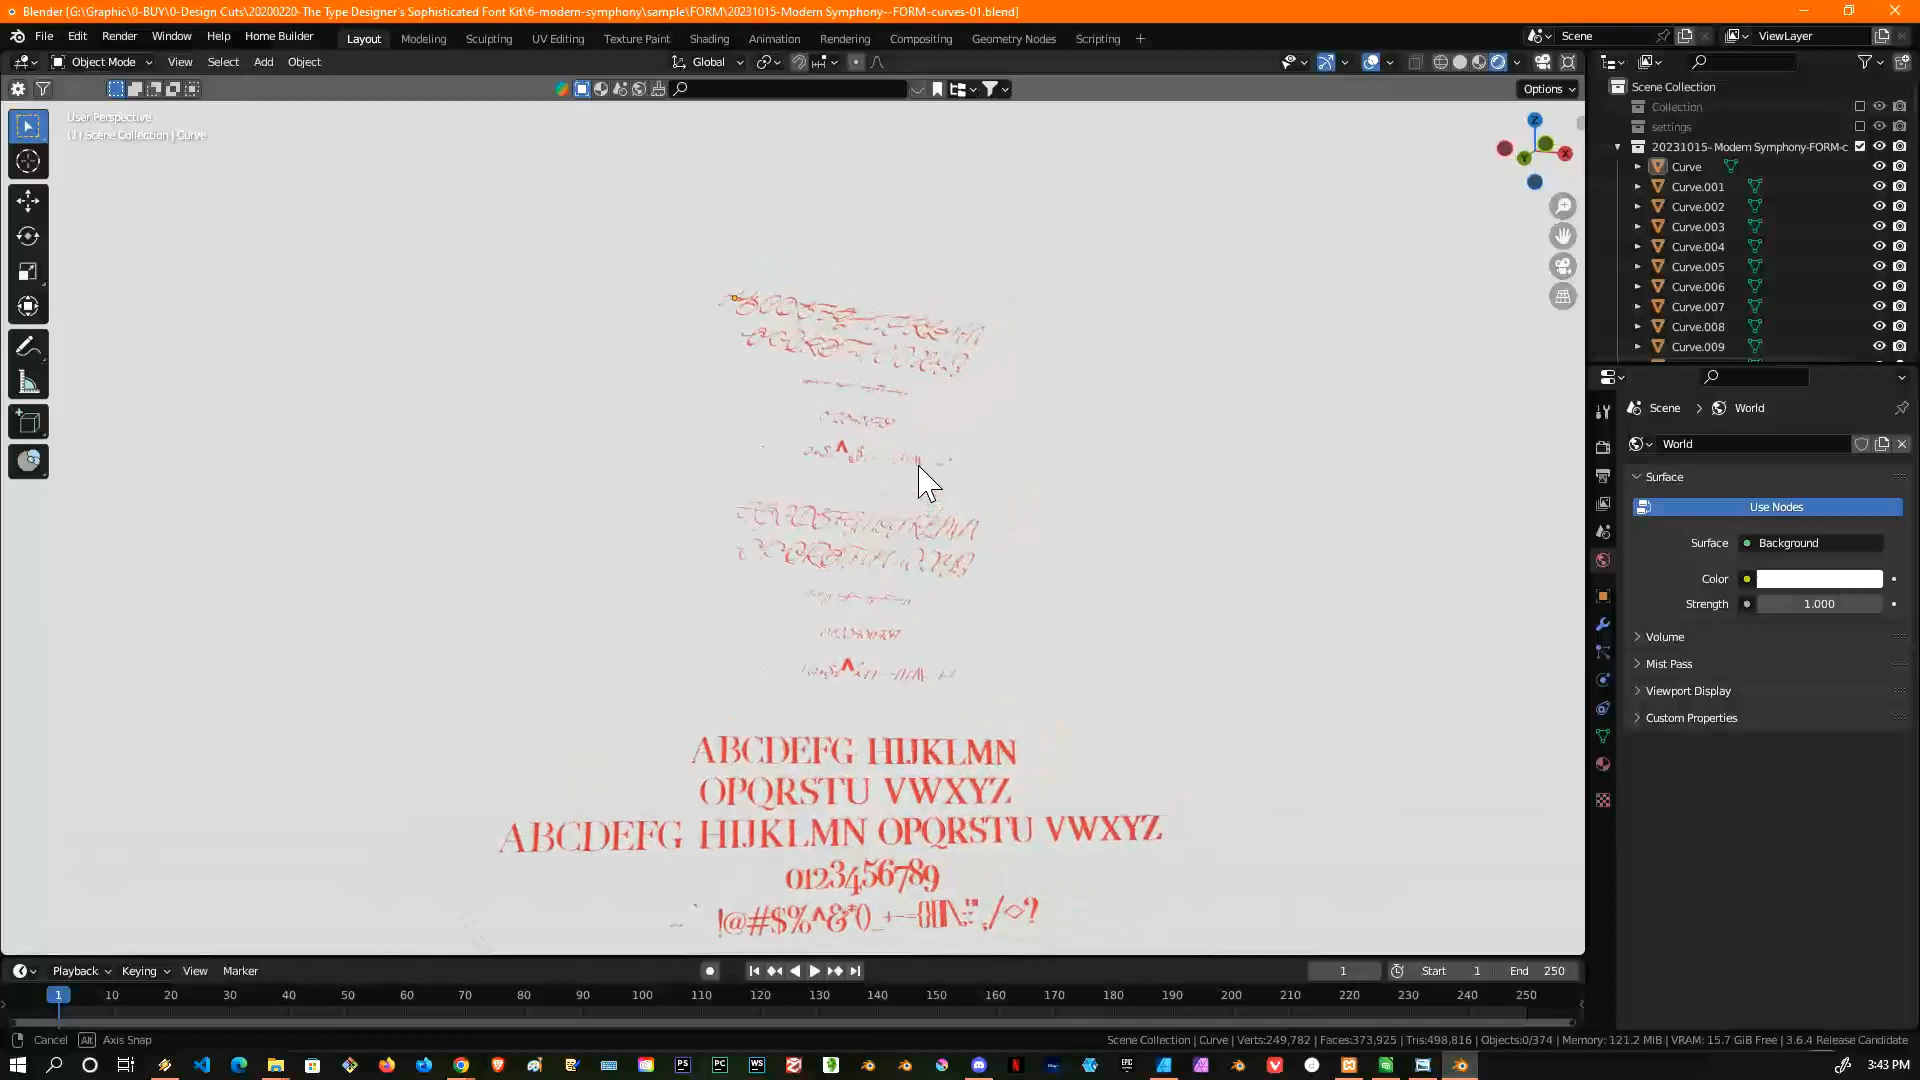 Blender [G:\Graphic\0-BUY\0-Design Cuts\20200220-The Type Designer's Sophisticated Font Kit\6-modern-symphony\sample\FORM\20231015-Modern Symphony--FORM-curves-01.blend]
File Edit Render Window Help Home Builder Layout Modeling Sculpting UV Editing Texture Paint Shading Animation Rendering Compositing Geometry Nodes Scripting + Scene ViewLayer
Object Mode View Select Add Object Global
Options
User Perspective
(1) Scene Collection | Curve
Z
Y
X
ABCDEFG HIJKLMN
OPQRSTU VWXYZ
ABCDEFG HIJKLMN OPQRSTU VWXYZ
0123456789
Scene Collection
Collection
settings
20231015-Modern Symphony-FORM-c
Curve
Curve.001
Curve.002
Curve.003
Curve.004
Curve.005
Curve.006
Curve.007
Curve.008
Curve.009
Scene > World
World
Surface
Use Nodes
Surface Background
Color
Strength 1.000
Volume
Mist Pass
Viewport Display
Custom Properties
Playback Keying View Marker 1 Start 1 End 250
1 10 20 30 40 50 60 70 80 90 100 110 120 130 140 150 160 170 180 190 200 210 220 230 240 250
Cancel Alt Axis Snap Scene Collection | Curve | Verts:249,782 | Faces:373,925 | Tris:498,816 | Objects:0/374 | Memory: 121.2 MiB | VRAM: 15.7 GiB Free | 3.6.4 Release Candidate
PS PC WS EPIC 3:43 PM